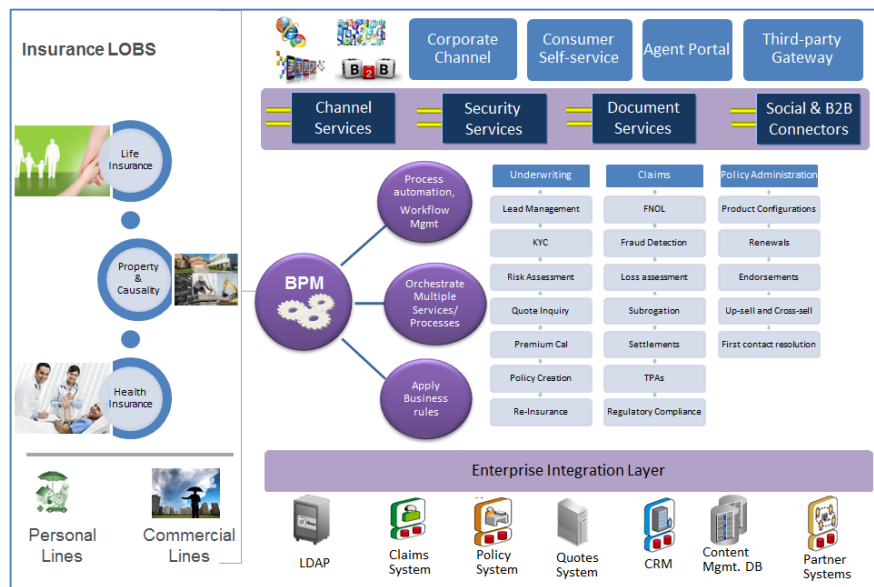 Insurance LOBS
Life
Insurance
Property
&
Causality
Health
Insurance
Personal
Lines
Commercial
Lines
B 2 B
Corporate
Channel
Consumer
Self-service
Agent Portal
Third-party
Gateway
Channel
Services
Security
Services
Document
Services
Social & B2B
Connectors
BPM
Process
automation,
Workflow
Mgmt
Orchestrate
Multiple
Services/
Processes
Apply
Business
rules
Underwriting
Lead Management
KYC
Risk Assessment
Quote Inquiry
Premium Cal
Policy Creation
Re-Insurance
Claims
FNOL
Fraud Detection
Loss assessment
Subrogation
Settlements
TPAs
Regulatory Compliance
Policy Administration
Product Configurations
Renewals
Endorsements
Up-sell and Cross-sell
First contact resolution
Enterprise Integration Layer
LDAP
Claims
System
Policy
System
Quotes
System
CRM
Content
Mgmt. DB
Partner
Systems